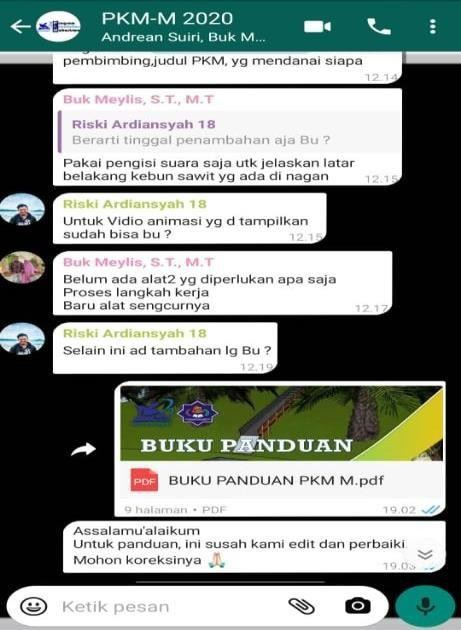 PKM-M 2020
Andrean Suiri, Buk M...
pembimbing,judul PKM, yg mendanai siapa
12.14
Buk Meylis, S.T., M.T
Riski Ardiansyah 18
Berarti tinggal penambahan aja Bu ?
Pakai pengisi suara saja utk jelaskan latar
belakang kebun sawit yg ada di nagan
12.15
Riski Ardiansyah 18
Untuk Vidio animasi yg d tampilkan
sudah bisa bu ?
12.15
Buk Meylis, S.T., M.T
Belum ada alat2 yg diperlukan apa saja
Proses langkah kerja
Baru alat sengcurnya
12.17
Riski Ardiansyah 18
Selain ini ad tambahan lg Bu ?
12.19
BUKU PANDUAN
PDF
BUKU PANDUAN PKM M.pdf
9 halaman • PDF
19.02
Assalamu'alaikum
Untuk panduan, ini susah kami edit dan perbaiki.
Mohon koreksinya 🙏🏻
19.03
Ketik pesan